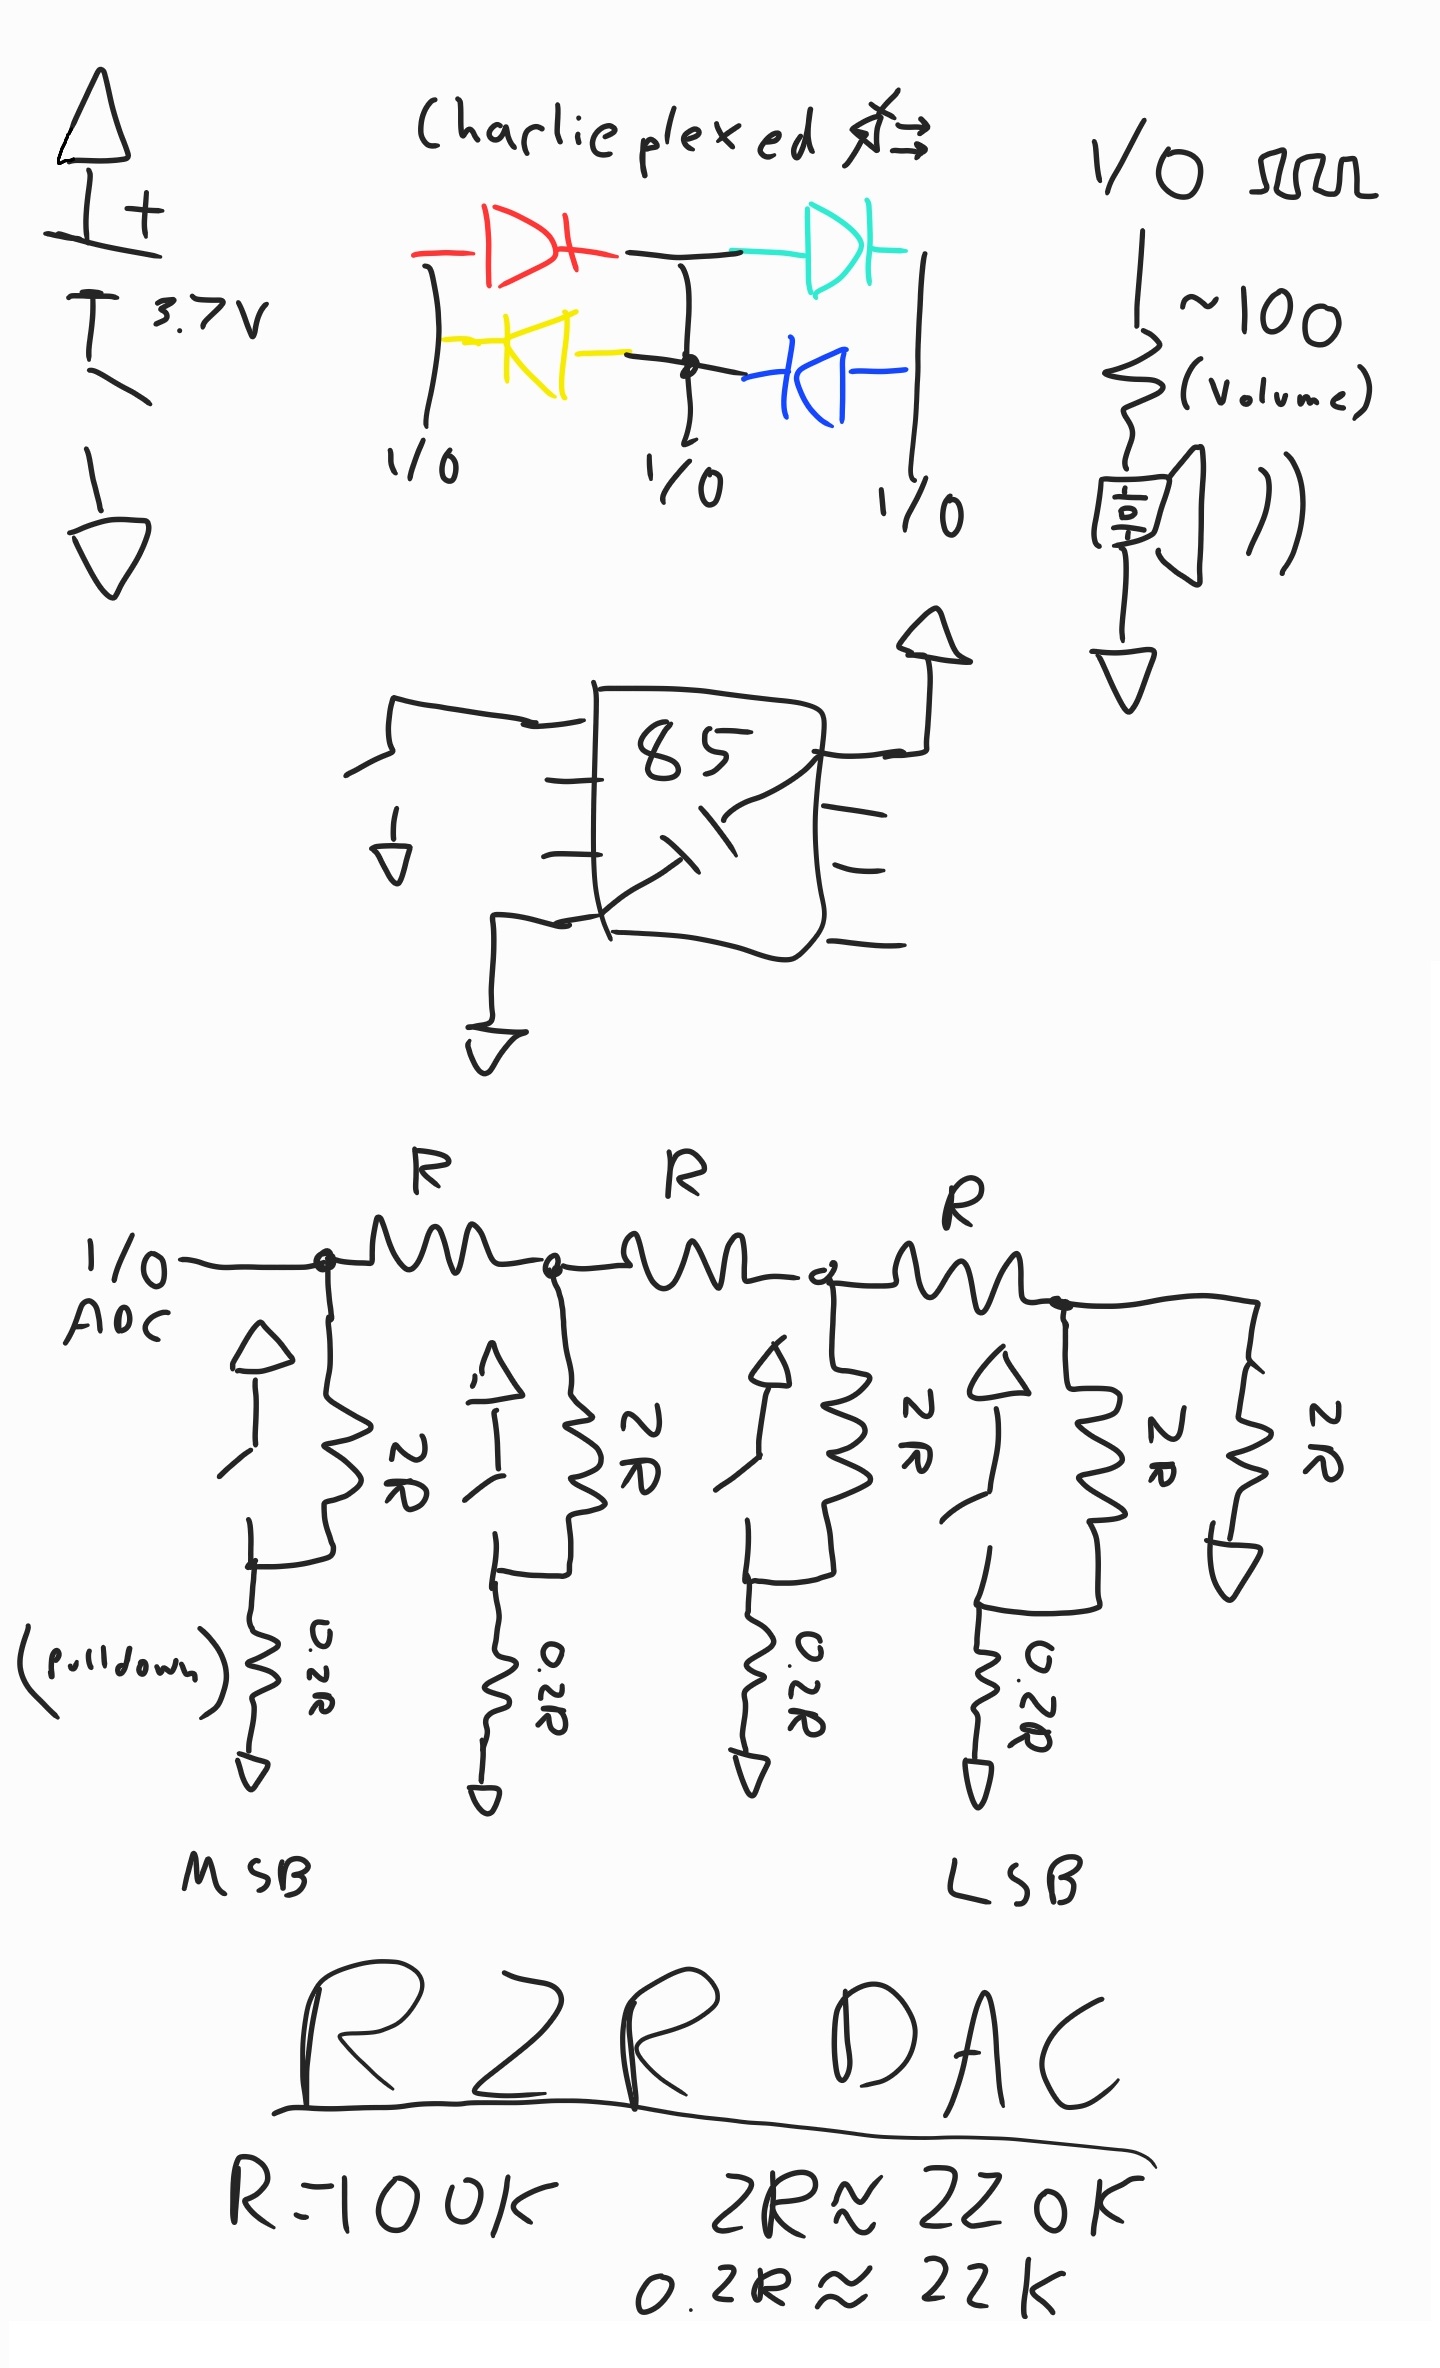 Charlieplexed
I/O
+
3.7V
~100
(Volume)
I/O
I/O
I/O
85
R
R
R
I/O
ADC
2R
2R
2R
2R
2R
(pulldown)
0.2R
0.2R
0.2R
0.2R
MSB
LSB
R2R DAC
R=100K
2R≈220K
0.2R≈22K